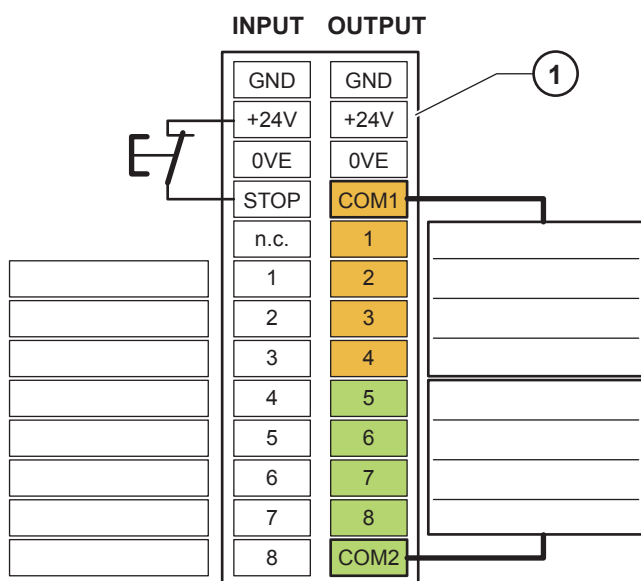 INPUT OUTPUT
1
GND GND
+24V +24V
0VE 0VE
STOP COM1
n.c. 1
1 2
2 3
3 4
4 5
5 6
6 7
7 8
8 COM2